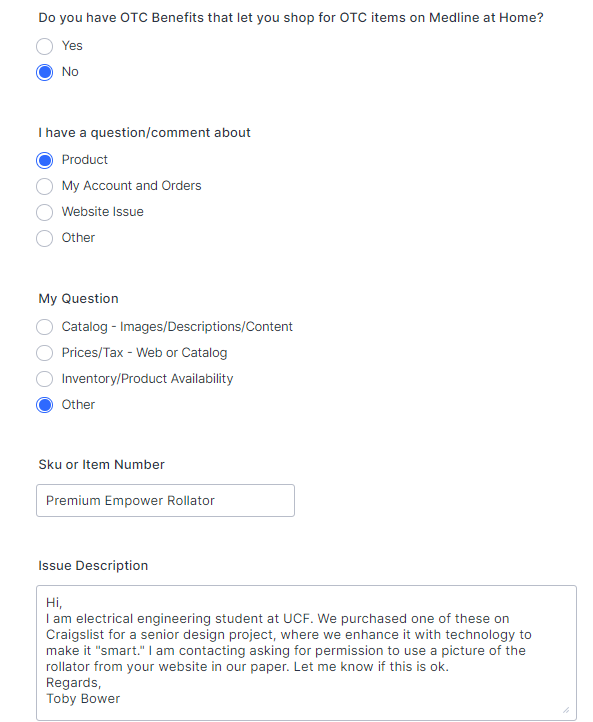 Do you have OTC Benefits that let you shop for OTC items on Medline at Home?
Yes
No
I have a question/comment about
Product
My Account and Orders
Website Issue
Other
My Question
Catalog - Images/Descriptions/Content
Prices/Tax - Web or Catalog
Inventory/Product Availability
Other
Sku or Item Number
Premium Empower Rollator
Issue Description
Hi,
I am electrical engineering student at UCF. We purchased one of these on
Craigslist for a senior design project, where we enhance it with technology to
make it "smart." I am contacting asking for permission to use a picture of the
rollator from your website in our paper. Let me know if this is ok.
Regards,
Toby Bower